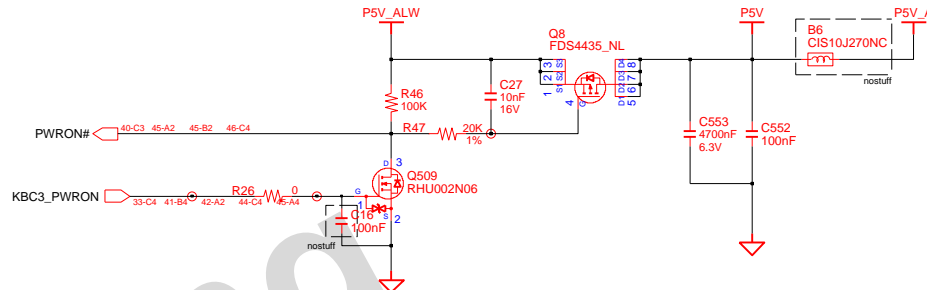 P5V_ALW
P5V
P5V_A
Q8
FDS4435_NL
B6
CIS10J270NC
nostuff
3 S3
2 S2
1 S1
D4 8
D3 7
D2 6
D1 5
4 G
C27
10nF
16V
R46
100K
R47
20K
1%
C553
4700nF
6.3V
C552
100nF
PWRON#
40-C3 45-A2 45-B2 46-C4
D 3
Q509
RHU002N06
G
1
S 2
KBC3_PWRON
R26 0
33-C4 41-B4 42-A2 44-C4 45-A4
C16
100nF
nostuff